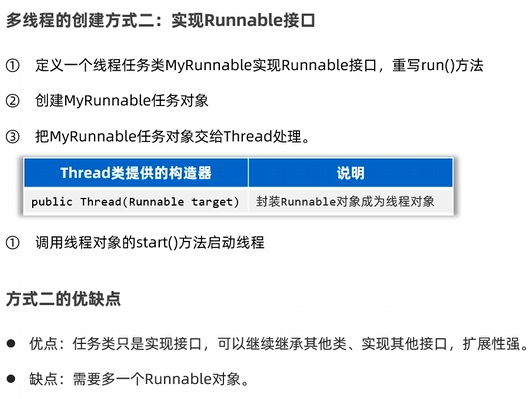 多线程的创建方式二：实现Runnable接口
① 定义一个线程任务类MyRunnable实现Runnable接口，重写run()方法
② 创建MyRunnable任务对象
③ 把MyRunnable任务对象交给Thread处理。
Thread类提供的构造器 说明
public Thread(Runnable target) 封装Runnable对象成为线程对象
① 调用线程对象的start()方法启动线程
方式二的优缺点
● 优点：任务类只是实现接口，可以继续继承其他类、实现其他接口，扩展性强。
● 缺点：需要多一个Runnable对象。